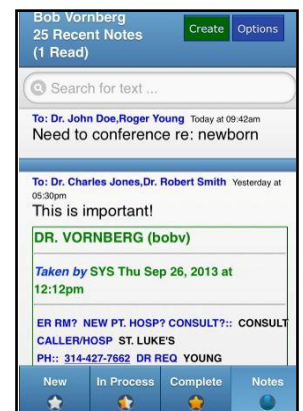 Bob Vornberg
25 Recent Notes
(1 Read)
Create
Options
Search for text ...
To: Dr. John Doe,Roger Young Today at 09:42am
Need to conference re: newborn
To: Dr. Charles Jones,Dr. Robert Smith Yesterday at
05:30pm
This is important!
DR. VORNBERG (bobv)
Taken by SYS Thu Sep 26, 2013 at
12:12pm
ER RM? NEW PT. HOSP? CONSULT?:: CONSULT
CALLER/HOSP ST. LUKE'S
PH:: 314-427-7662 DR REQ YOUNG
New
In Process
Complete
Notes